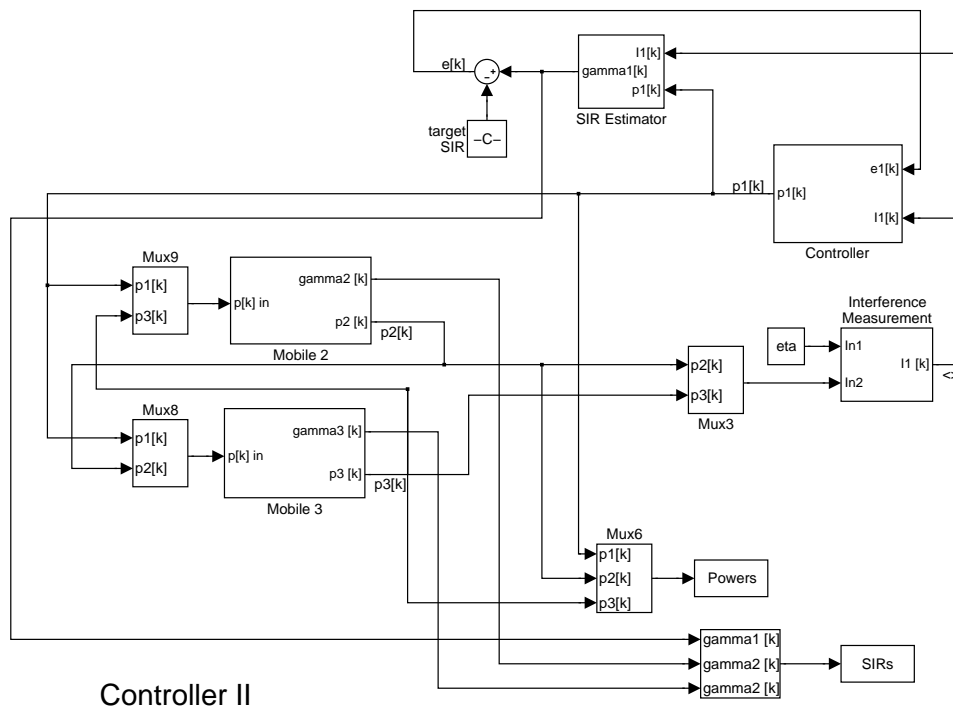 I1[k]
gamma1[k]
p1[k]
SIR Estimator
e[k]
+
−
target
SIR
−C−
e1[k]
p1[k]
p1[k]
I1[k]
Controller
Mux9
p1[k]
p3[k]
gamma2 [k]
p[k] in
p2 [k]
p2[k]
Mobile 2
Interference
Measurement
eta
In1
I1 [k]
In2
<>
p2[k]
p3[k]
Mux3
Mux8
p1[k]
p2[k]
gamma3 [k]
p[k] in
p3 [k]
p3[k]
Mobile 3
Mux6
p1[k]
p2[k]
p3[k]
Powers
gamma1 [k]
gamma2 [k]
gamma2 [k]
SIRs
Controller II